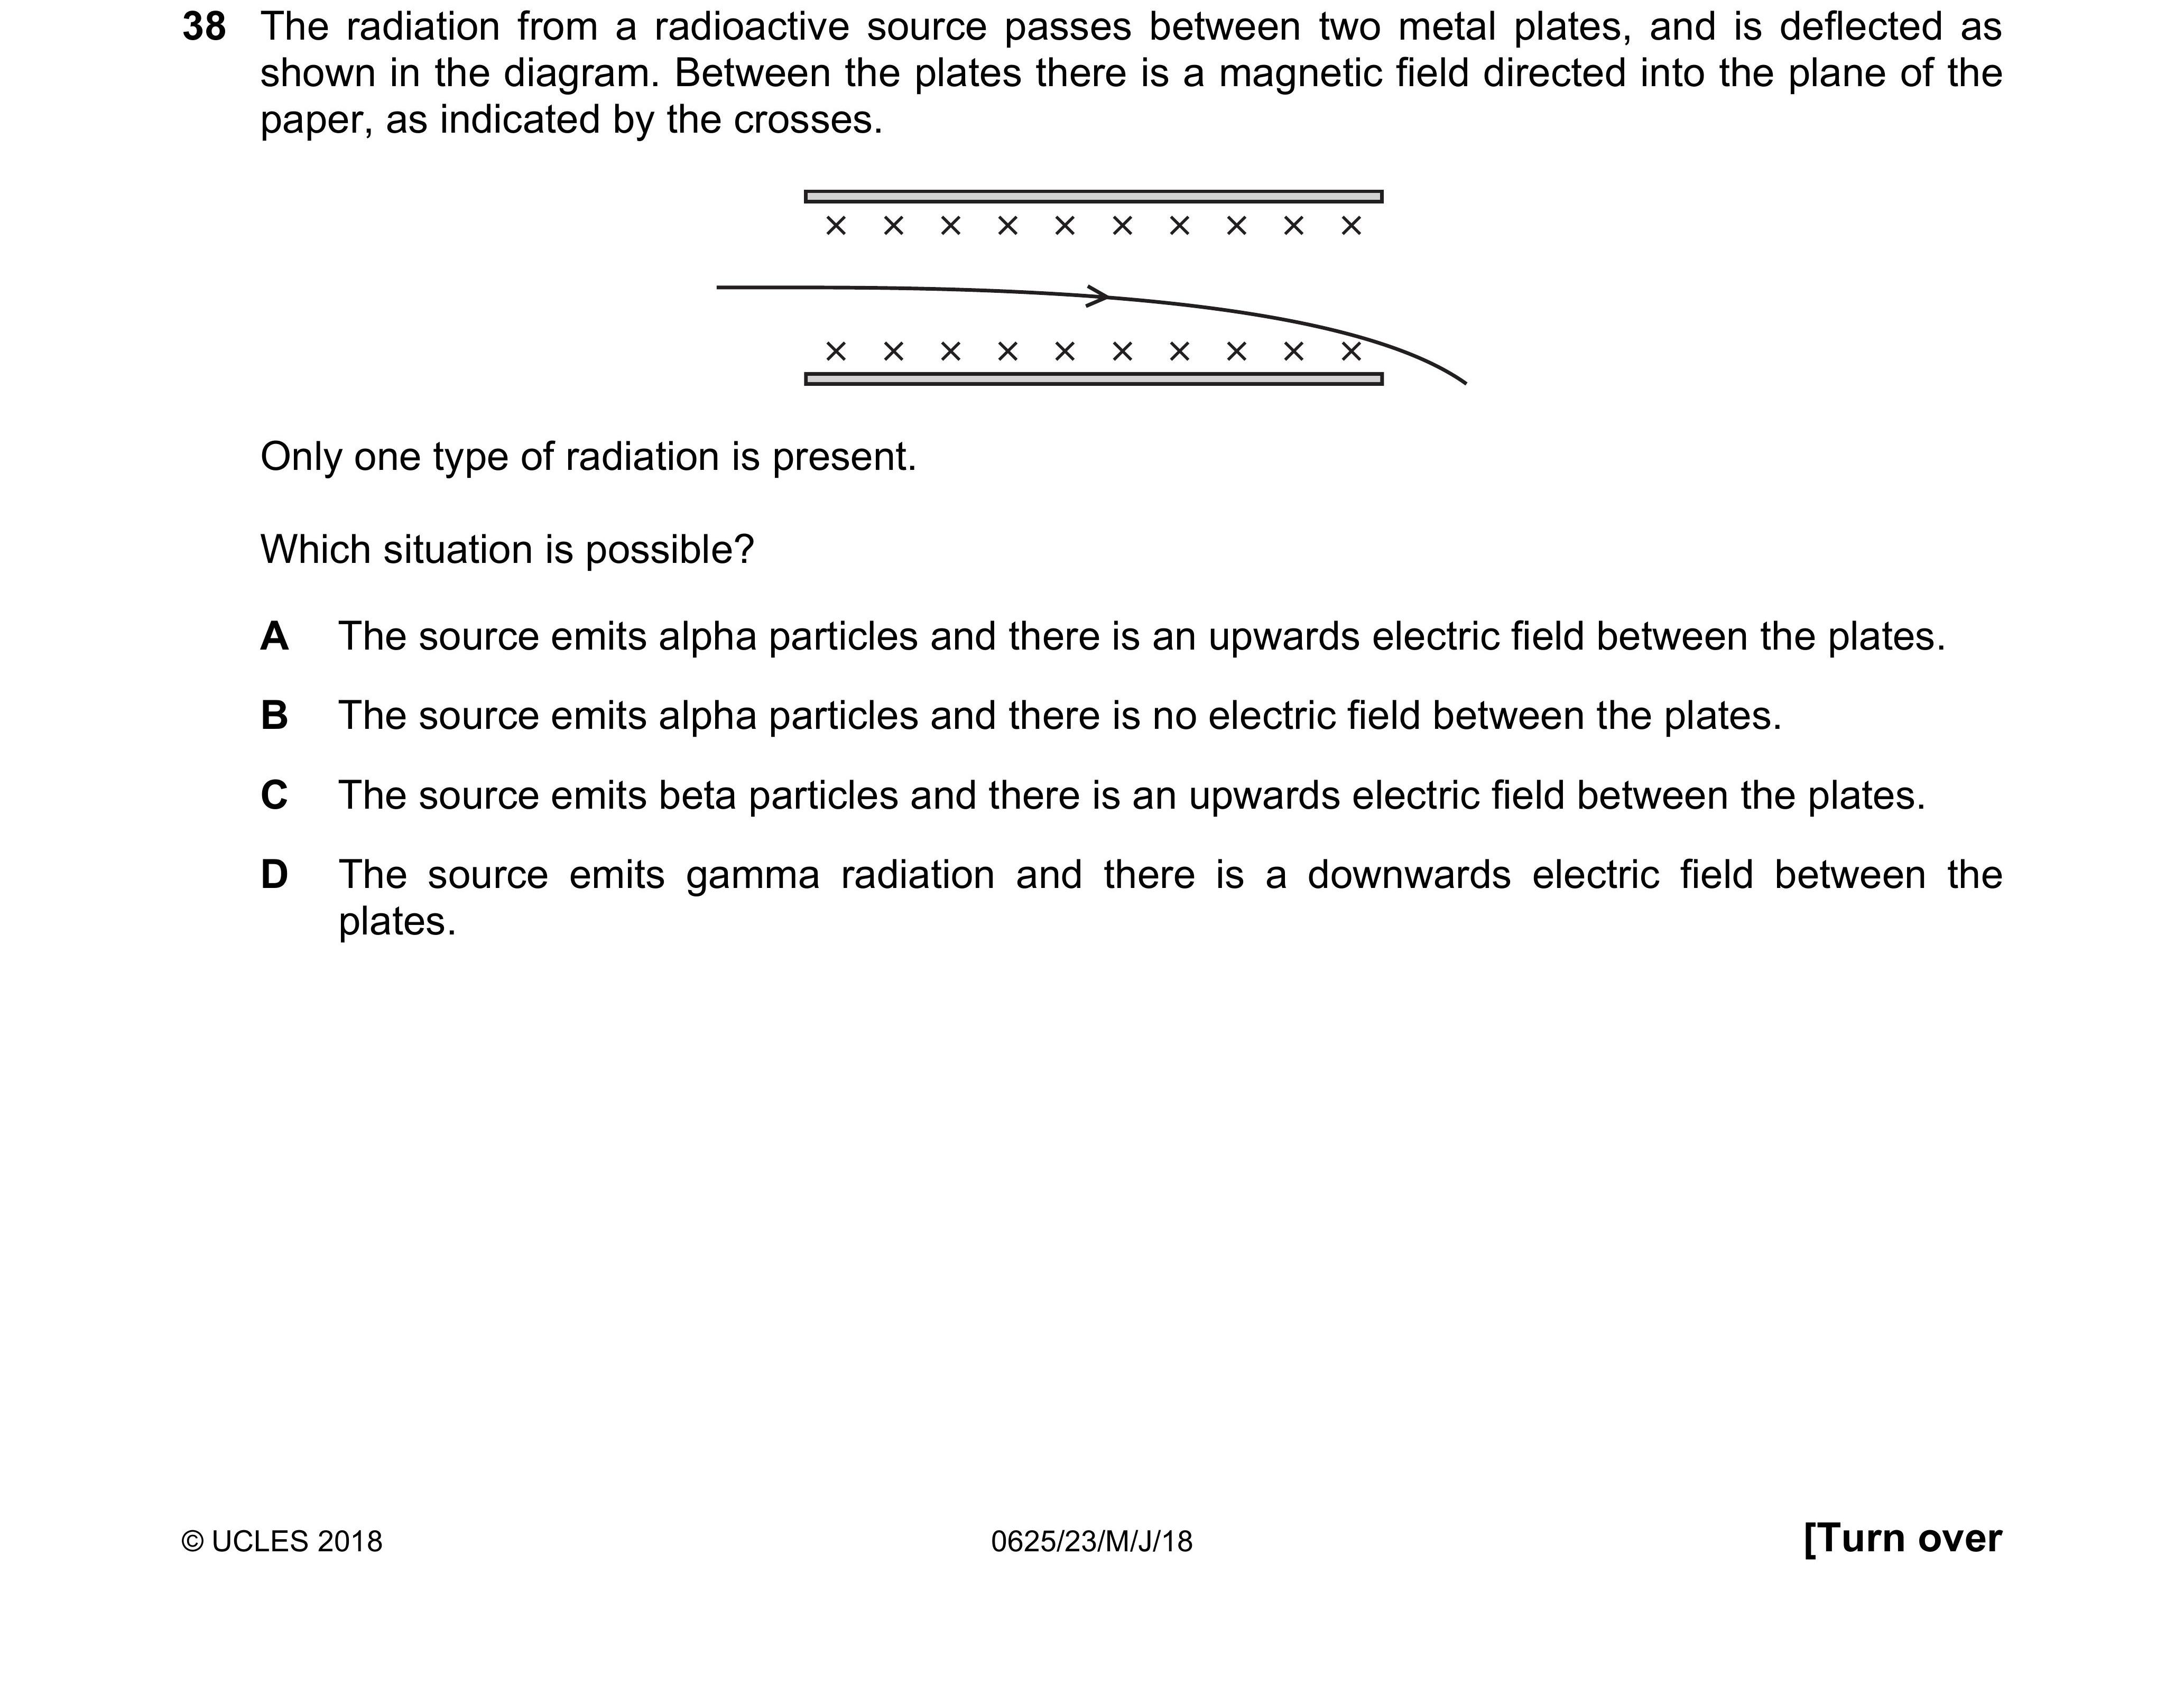 38 The radiation from a radioactive source passes between two metal plates, and is deflected as
shown in the diagram. Between the plates there is a magnetic field directed into the plane of the
paper, as indicated by the crosses.
× × × × × × × × × ×
× × × × × × × × × ×
Only one type of radiation is present.
Which situation is possible?
A The source emits alpha particles and there is an upwards electric field between the plates.
B The source emits alpha particles and there is no electric field between the plates.
C The source emits beta particles and there is an upwards electric field between the plates.
D The source emits gamma radiation and there is a downwards electric field between the
plates.
© UCLES 2018 0625/23/M/J/18 [Turn over